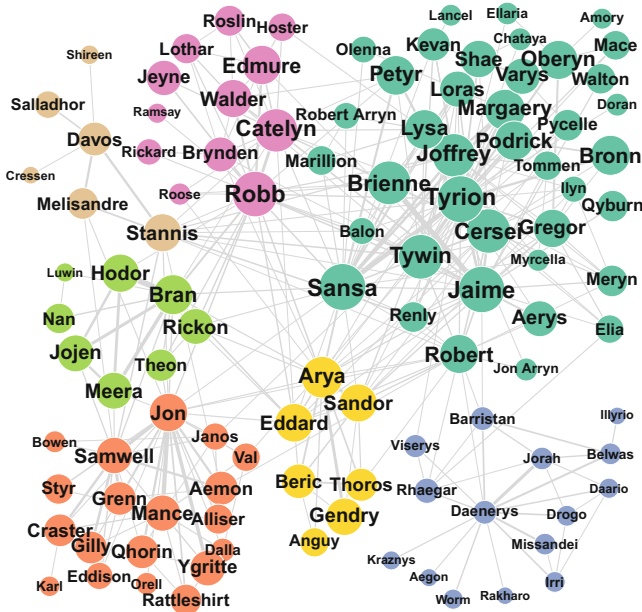 Roslin
Hoster
Lancel
Ellaria
Amory
Shireen
Lothar
Edmure
Olenna
Kevan
Chataya
Shae
Oberyn
Mace
Salladhor
Jeyne
Walder
Petyr
Loras
Varys
Walton
Ramsay
Robert Arryn
Margaery
Doran
Davos
Catelyn
Lysa
Pycelle
Rickard
Brynden
Marillion
Joffrey
Podrick
Bronn
Cressen
Tommen
Melisandre
Roose
Robb
Brienne
Tyrion
Ilyn
Qyburn
Stannis
Balon
Cersei
Gregor
Luwin
Hodor
Tywin
Myrcella
Bran
Sansa
Jaime
Meryn
Nan
Rickon
Renly
Aerys
Elia
Jojen
Theon
Robert
Jon Arryn
Meera
Arya
Jon
Eddard
Sandor
Barristan
Illyrio
Bowen
Samwell
Janos
Val
Viserys
Jorah
Belwas
Styr
Grenn
Aemon
Beric
Thoros
Rhaegar
Daario
Craster
Mance
Alliser
Gendry
Daenerys
Drogo
Gilly
Qhorin
Dalla
Anguy
Missandei
Karl
Eddison
Orell
Ygritte
Kraznys
Aegon
Irri
Rattleshirt
Worm
Rakharo